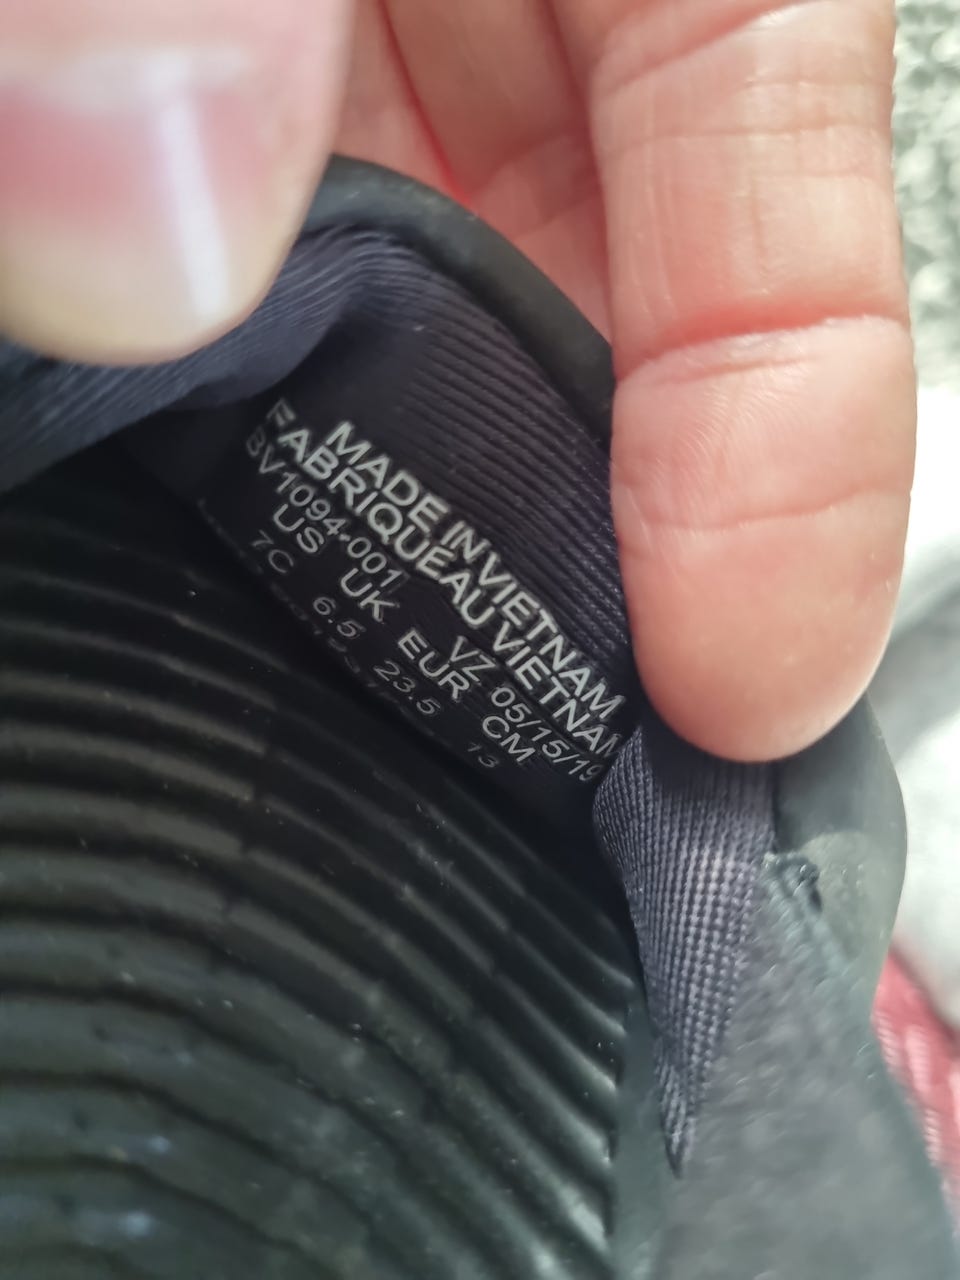 MADE IN VIETNAM
FABRIQUÉ AU VIETNAM
BV1094-001 VZ 05/15/19
US UK EUR CM
7C 6.5 23.5 13